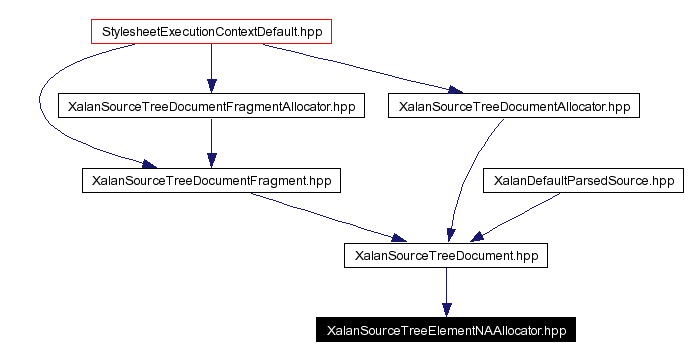 StylesheetExecutionContextDefault.hpp
XalanSourceTreeDocumentFragmentAllocator.hpp
XalanSourceTreeDocumentAllocator.hpp
XalanSourceTreeDocumentFragment.hpp
XalanDefaultParsedSource.hpp
XalanSourceTreeDocument.hpp
XalanSourceTreeElementNAAllocator.hpp